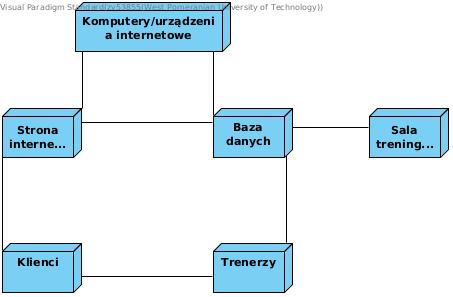 Visual Paradigm Standard(zy53855(West Pomeranian University of Technology))
Komputery/urządzeni
a internetowe
Strona
interne...
Baza
danych
Sala
trening...
Klienci
Trenerzy